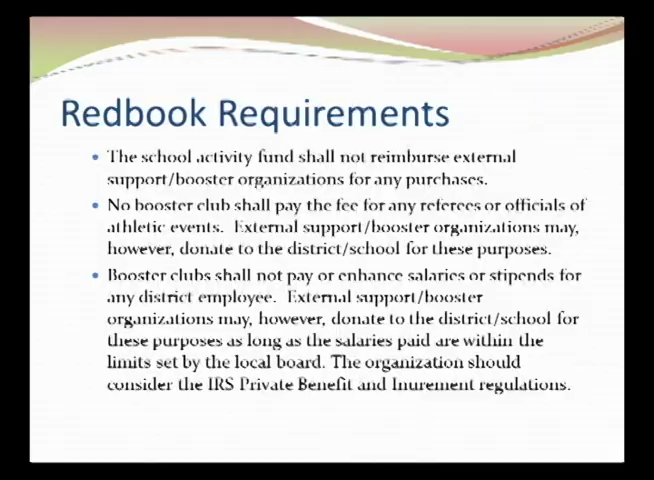 Redbook Requirements
• The school activity fund shall not reimburse external
support/booster organizations for any purchases.
• No booster club shall pay the fee for any referees or officials of
athletic events. External support/booster organizations may,
however, donate to the district/school for these purposes.
• Booster clubs shall not pay or enhance salaries or stipends for
any district employee. External support/booster
organizations may, however, donate to the district/school for
these purposes as long as the salaries paid are within the
limits set by the local board. The organization should
consider the IRS Private Benefit and Inurement regulations.